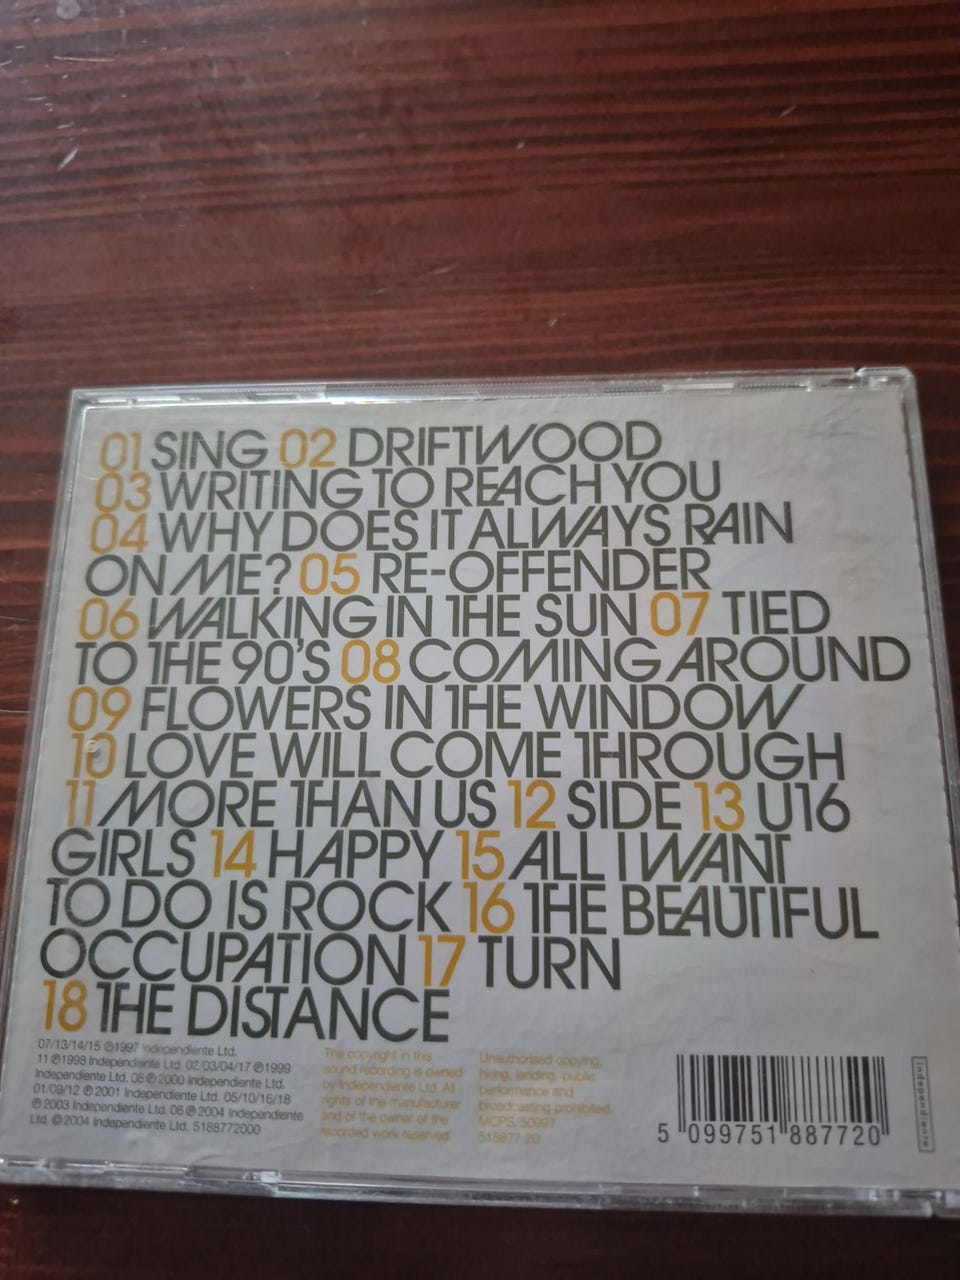 01 SING 02 DRIFTWOOD
03 WRITING TO REACH YOU
04 WHY DOES IT ALWAYS RAIN
ON ME? 05 RE-OFFENDER
06 WALKING IN THE SUN 07 TIED
TO THE 90'S 08 COMING AROUND
09 FLOWERS IN THE WINDOW
10 LOVE WILL COME THROUGH
11 MORE THAN US 12 SIDE 13 U16
GIRLS 14 HAPPY 15 ALL I WANT
TO DO IS ROCK 16 THE BEAUTIFUL
OCCUPATION 17 TURN
18 THE DISTANCE
07/13/14/15 ℗1997 Independiente Ltd.
11 ℗1998 Independiente Ltd. 02/03/04/17 ℗1999
Independiente Ltd. 08 ℗ 2000 Independiente Ltd.
01/09/12 ℗ 2001 Independiente Ltd. 05/10/16/18
℗ 2003 Independiente Ltd. 06 ℗ 2004 Independiente
Ltd. © 2004 Independiente Ltd. 5188772000
The copyright in this
sound recording is owned
by Independiente Ltd. All
rights of the manufacturer
and of the owner of the
recorded work reserved.
Unauthorised copying,
hiring, lending, public
performance and
broadcasting prohibited.
MCPS/50997
518877 20
5 099751 887720
independiente